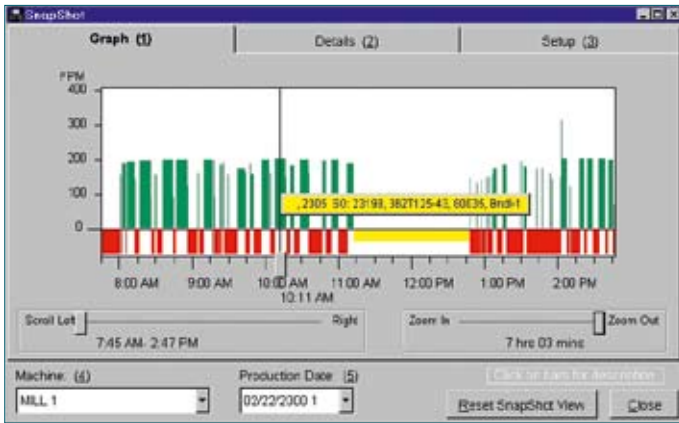 SnapShot
Graph (1)
Details (2)
Setup (3)
FPM
400
300
200
100
0
, 2305 S0: 23198, 382T125-43, 80E35, Bndl-1
8:00 AM 9:00 AM 10:00 AM 11:00 AM 12:00 PM 1:00 PM 2:00 PM
10:11 AM
Scroll Left Right
7:45 AM- 2:47 PM
Zoom In Zoom Out
7 hrs 03 mins
Machine: (4)
MILL 1
Production Date (5)
02/22/2000 1
Click on item for description
Reset SnapShot View
Close